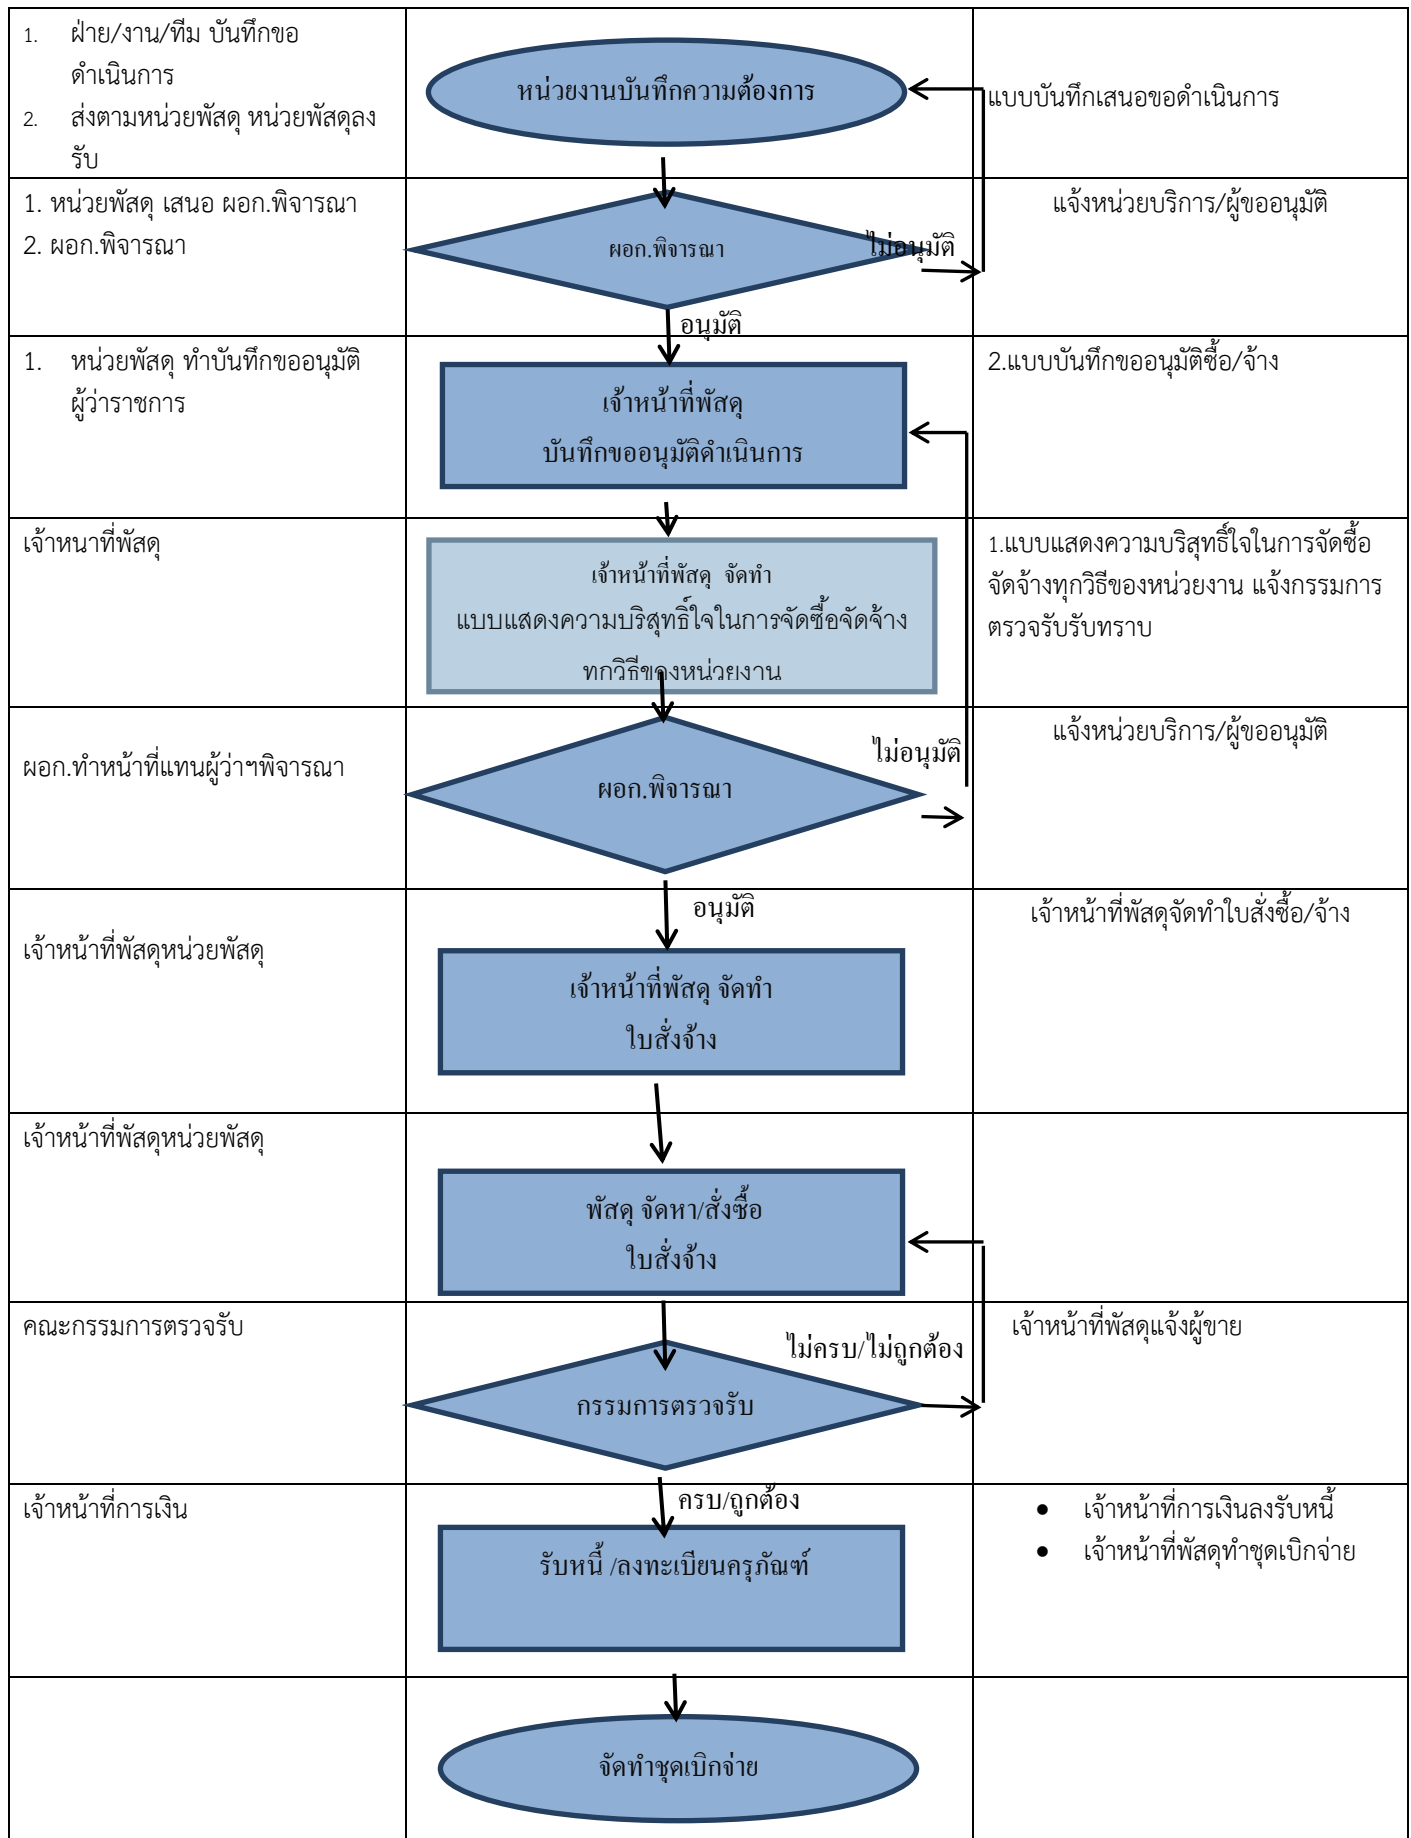 1. ฝ่าย/งาน/ทีม บันทึกขอ
ดำเนินการ
2. ส่งตามหน่วยพัสดุ หน่วยพัสดุลง
รับ
หน่วยงานบันทึกความต้องการ
แบบบันทึกเสนอขอดำเนินการ
1. หน่วยพัสดุ เสนอ ผอก.พิจารณา
2. ผอก.พิจารณา
ผอก.พิจารณา
ไม่อนุมัติ
แจ้งหน่วยบริการ/ผู้ขออนุมัติ
อนุมัติ
1. หน่วยพัสดุ ทำบันทึกขออนุมัติ
ผู้ว่าราชการ
เจ้าหน้าที่พัสดุ
บันทึกขออนุมัติดำเนินการ
2.แบบบันทึกขออนุมัติซื้อ/จ้าง
เจ้าหนาที่พัสดุ
เจ้าหน้าที่พัสดุ จัดทำ
แบบแสดงความบริสุทธิ์ใจในการจัดซื้อจัดจ้าง
ทกวิธีของหน่วยงาน
1.แบบแสดงความบริสุทธิ์ใจในการจัดซื้อ
จัดจ้างทุกวิธีของหน่วยงาน แจ้งกรรมการ
ตรวจรับรับทราบ
ผอก.ทำหน้าที่แทนผู้ว่าฯพิจารณา
ผอก.พิจารณา
ไม่อนุมัติ
แจ้งหน่วยบริการ/ผู้ขออนุมัติ
อนุมัติ
เจ้าหน้าที่พัสดุหน่วยพัสดุ
เจ้าหน้าที่พัสดุ จัดทำ
ใบสั่งจ้าง
เจ้าหน้าที่พัสดุจัดทำใบสั่งซื้อ/จ้าง
เจ้าหน้าที่พัสดุหน่วยพัสดุ
พัสดุ จัดหา/สั่งซื้อ
ใบสั่งจ้าง
คณะกรรมการตรวจรับ
ไม่ครบ/ไม่ถูกต้อง
กรรมการตรวจรับ
เจ้าหน้าที่พัสดุแจ้งผู้ขาย
เจ้าหน้าที่การเงิน
ครบ/ถูกต้อง
รับหนี้ /ลงทะเบียนครุภัณฑ์
• เจ้าหน้าที่การเงินลงรับหนี้
• เจ้าหน้าที่พัสดุทำชุดเบิกจ่าย
จัดทำชุดเบิกจ่าย